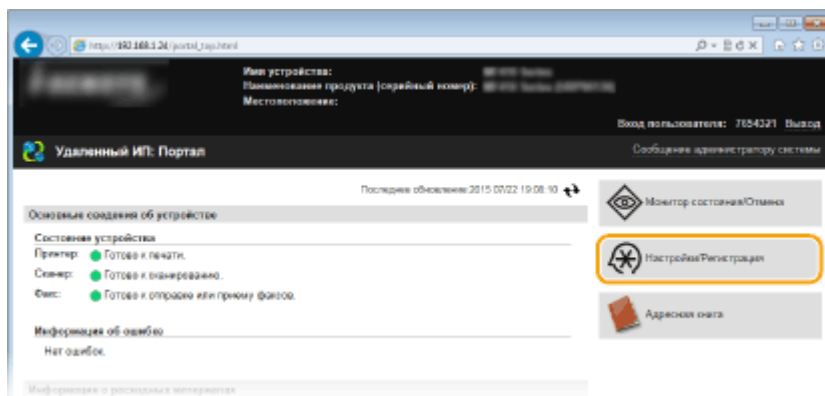 http://192.168.1.24/portal_top.html
Имя устройства:
Наименование продукта (серийный номер):
Местоположение:
Вход пользователя: 7654321 Выход
Удаленный ИП: Портал
Сообщение администратору системы
Последнее обновление:2015 07/22 19:08:10
Основные сведения об устройстве
Состояние устройства
Принтер: Готово к печати.
Сканер: Готово к сканированию.
Факс: Готово к отправке или приему факсов.
Информация об ошибке
Нет ошибок.
Информация о расходных материалах
Монитор состояния/Отмена
Настройки/Регистрация
Адресная книга